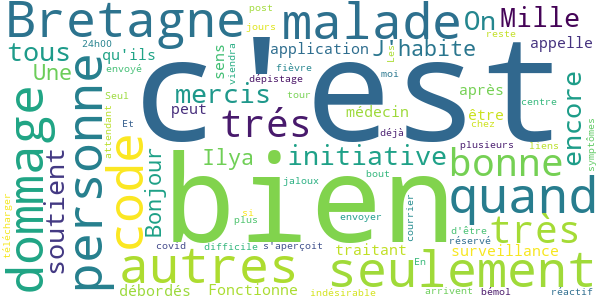 Bretagne malade On Mille
post
24h00 jours reste
tous qu'ils application J'habite appelle
Une envoyé sens viendra c'est Les
fièvre moi
dépistage
mercis tour après centre
Seul peut trés médecin être encore
dommage personne code attendant
Et déjà chez plusieurs symptômes
soutient Bonjour Ilya initiative bonne liens
bien jaloux bout quand
télécharger si plus envoyer courrier d'être
réservé très
covid difficile s'aperçoit traitant surveillance
autres En seulement
débordés Fonctionne indésirable arrivent bémol réactif